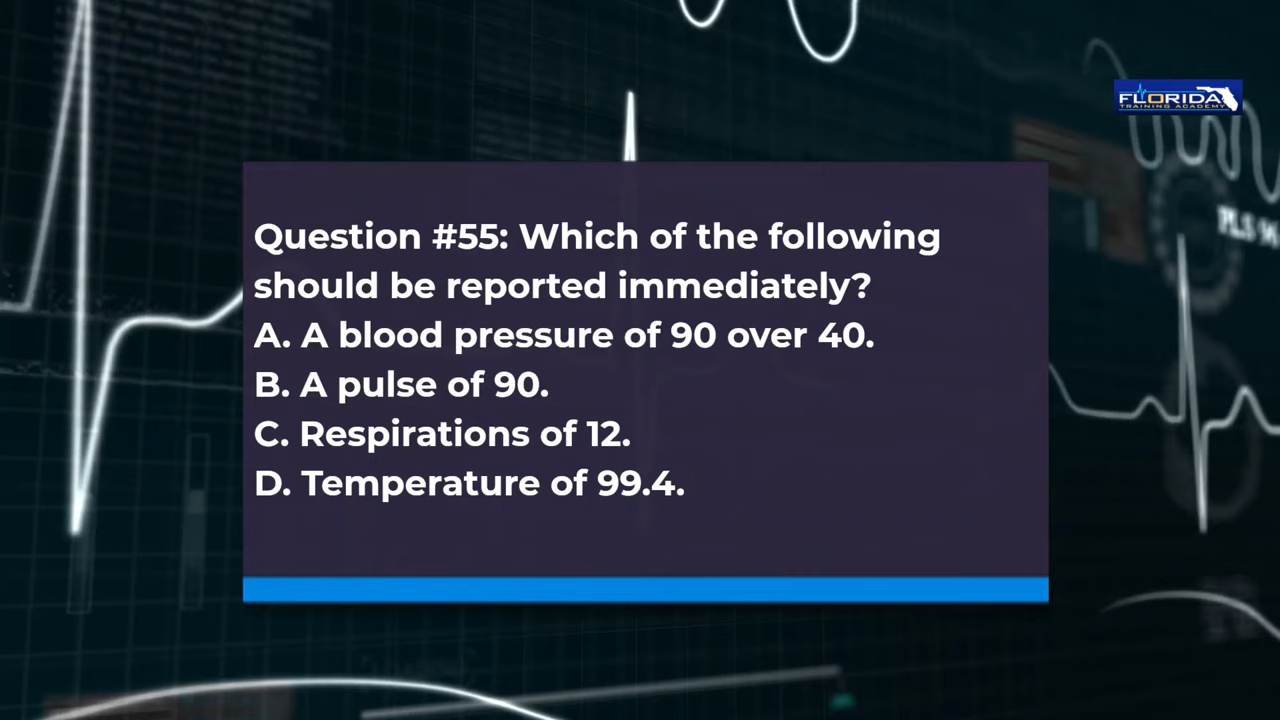 FLORIDA
TRAINING ACADEMY
PLS M
Question #55: Which of the following
should be reported immediately?
A. A blood pressure of 90 over 40.
B. A pulse of 90.
C. Respirations of 12.
D. Temperature of 99.4.